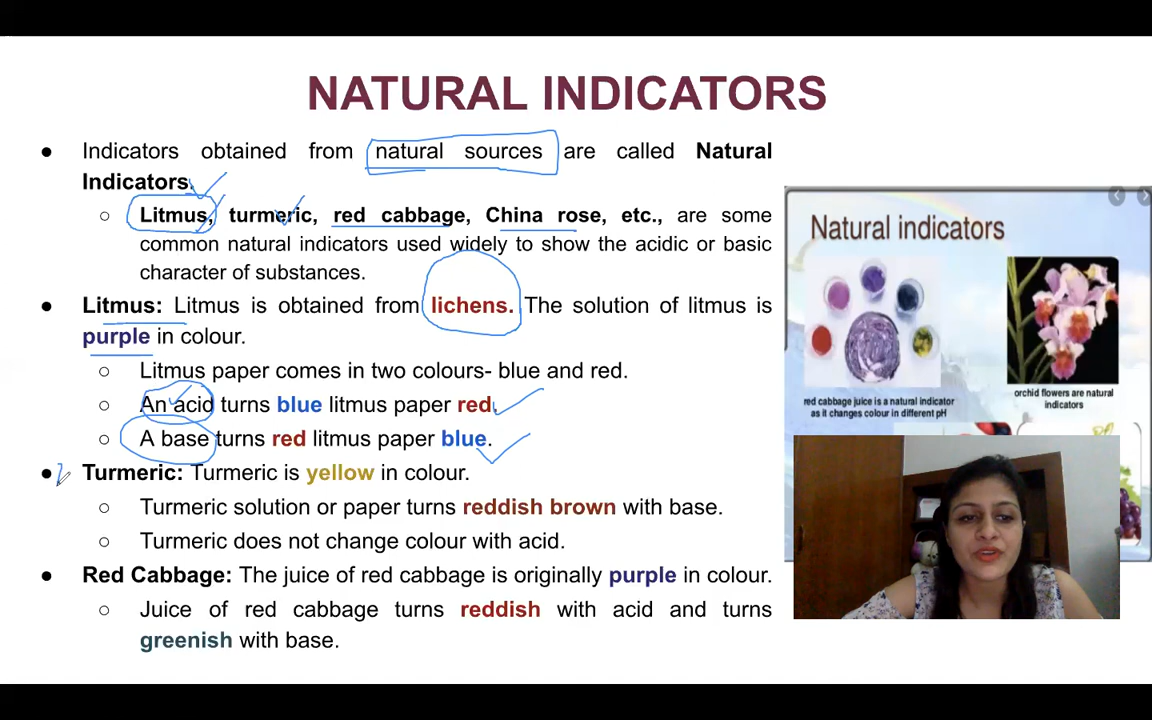 NATURAL INDICATORS
● Indicators obtained from natural sources are called Natural
Indicators.
○ Litmus, turmeric, red cabbage, China rose, etc., are some
common natural indicators used widely to show the acidic or basic
character of substances.
● Litmus: Litmus is obtained from lichens. The solution of litmus is
purple in colour.
○ Litmus paper comes in two colours- blue and red.
○ An acid turns blue litmus paper red.
○ A base turns red litmus paper blue.
● Turmeric: Turmeric is yellow in colour.
○ Turmeric solution or paper turns reddish brown with base.
○ Turmeric does not change colour with acid.
● Red Cabbage: The juice of red cabbage is originally purple in colour.
○ Juice of red cabbage turns reddish with acid and turns
greenish with base.
Natural indicators
red cabbage juice is a natural indicator
as it changes colour in different pH
orchid flowers are natural
indicators